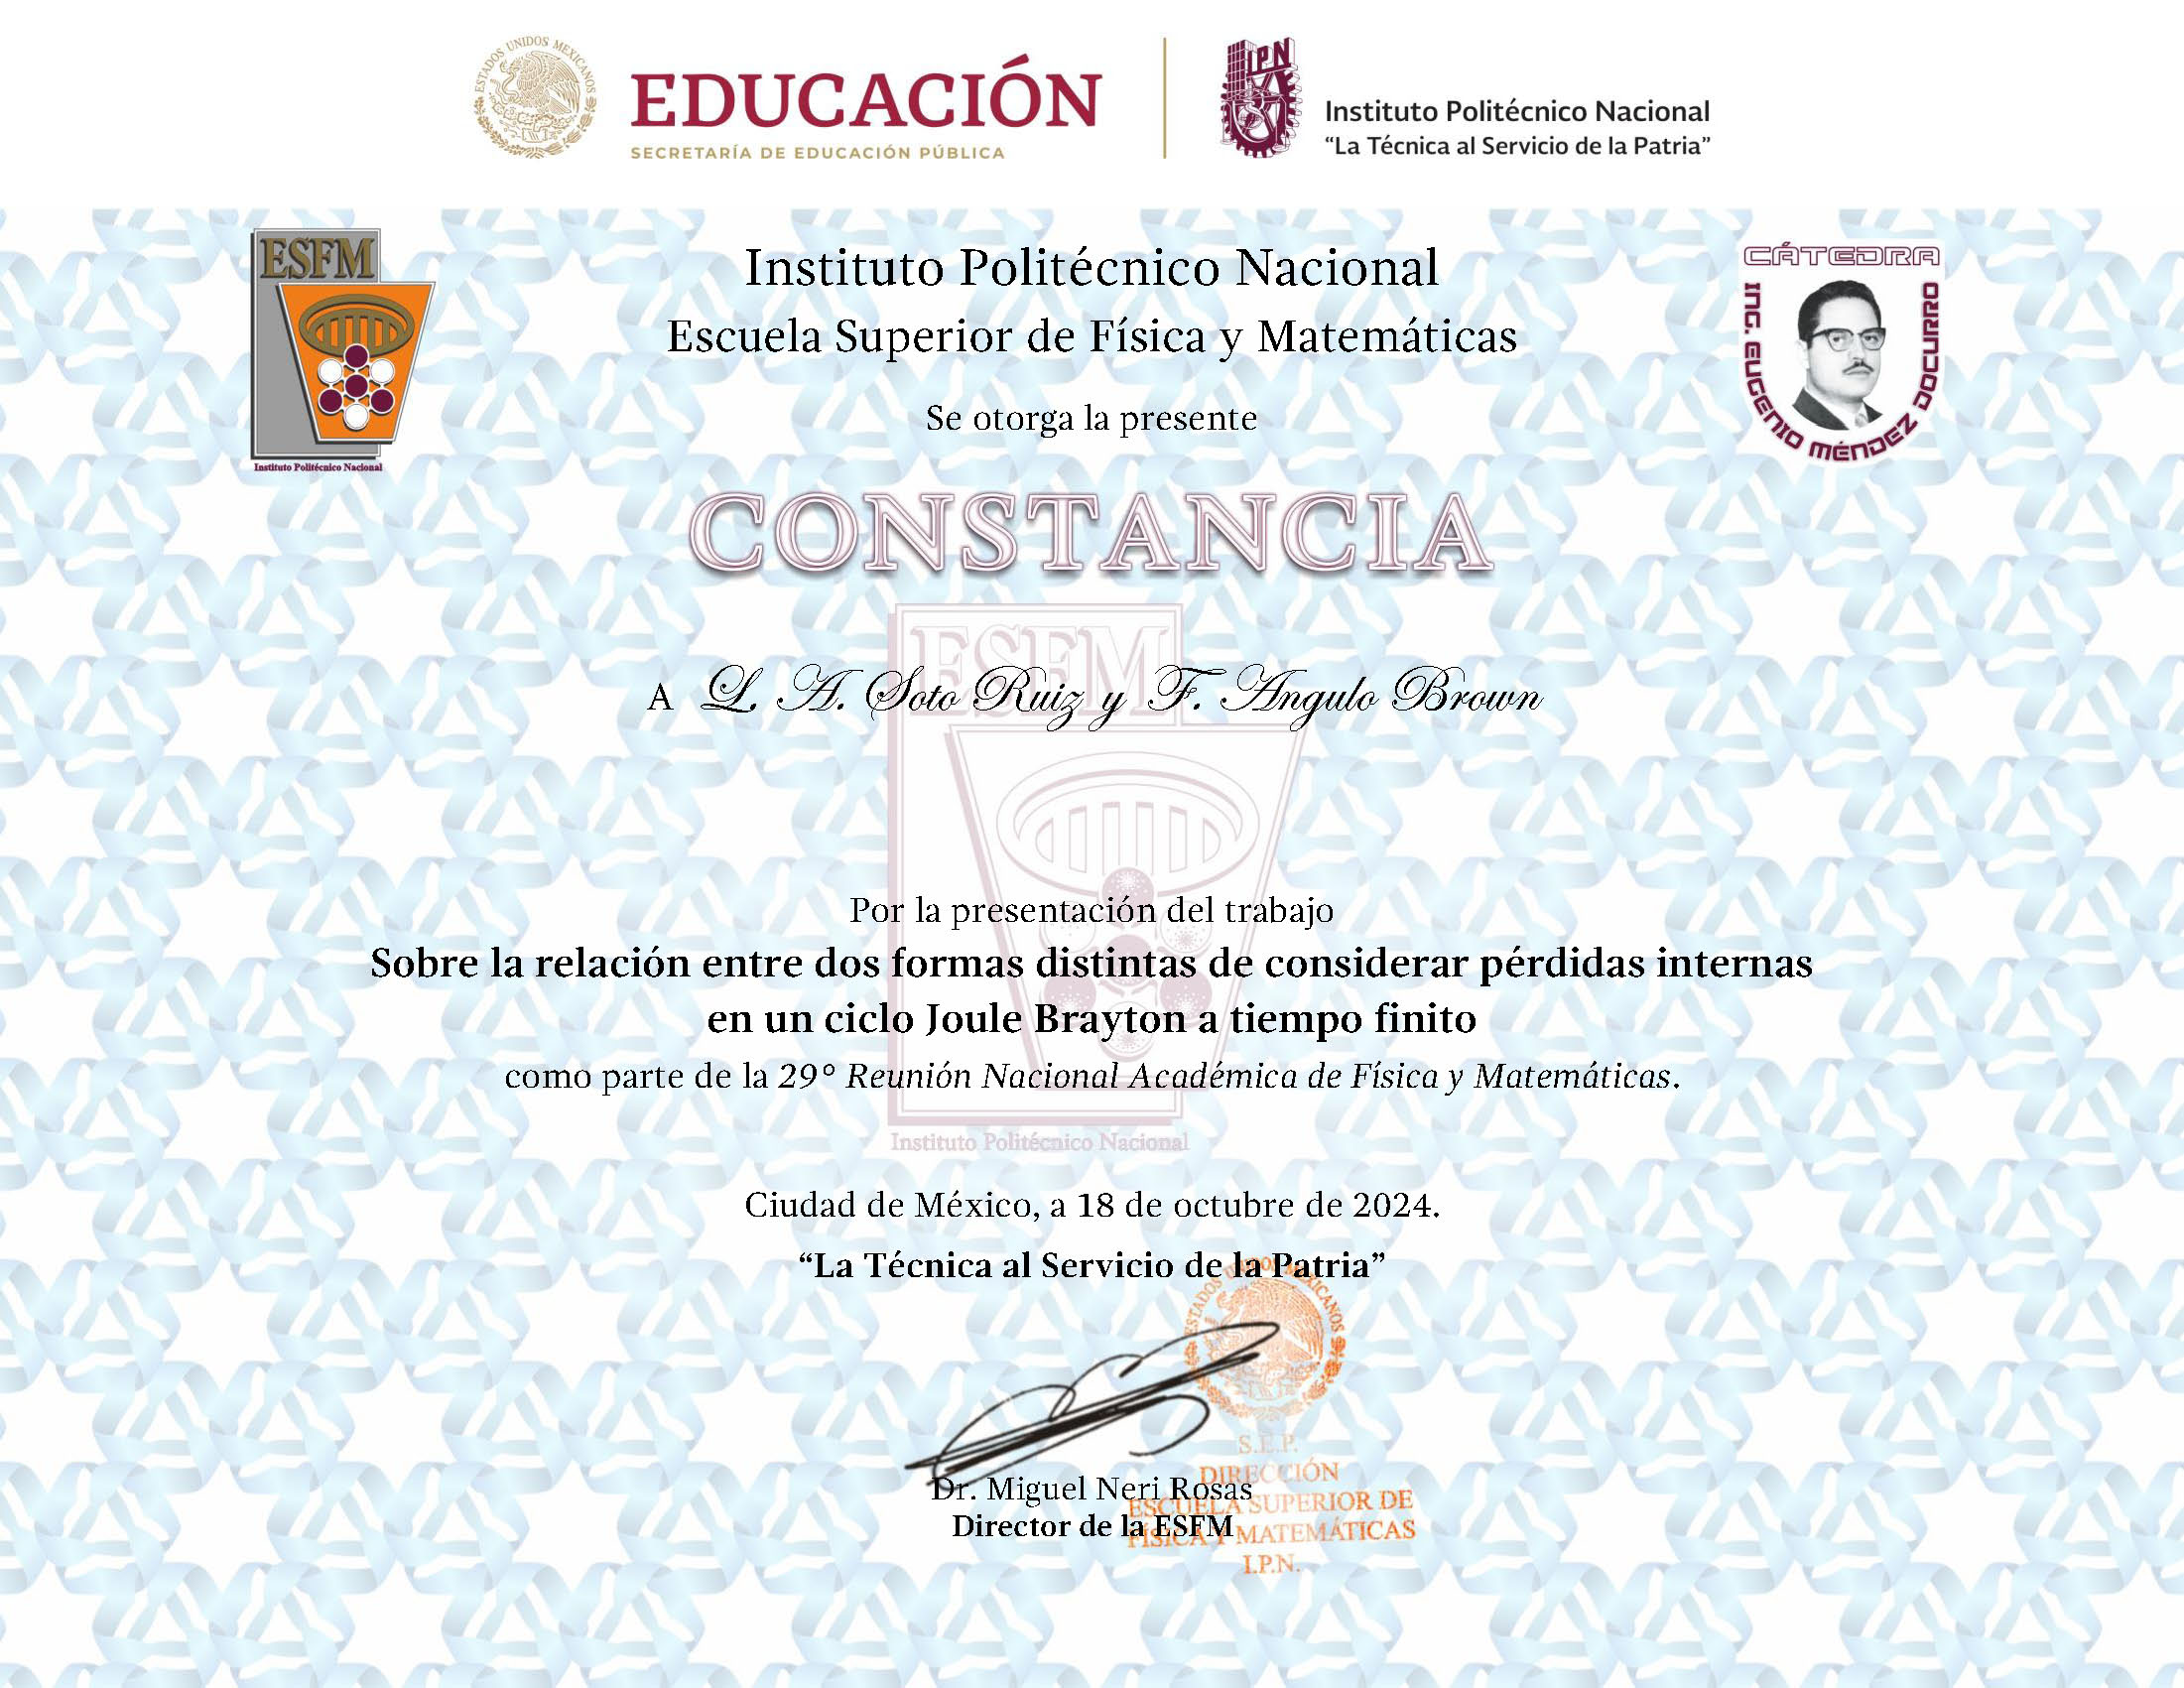 ESTADOS UNIDOS MEXICANOS
EDUCACIÓN
SECRETARÍA DE EDUCACIÓN PÚBLICA
IPN
Instituto Politécnico Nacional
“La Técnica al Servicio de la Patria”
ESFM
Instituto Politécnico Nacional
CÁTEDRA
ING. EUGENIO MÉNDEZ DOCURRO
Instituto Politécnico Nacional
Escuela Superior de Física y Matemáticas
Se otorga la presente
CONSTANCIA
ESFM
A L. A. Soto Ruiz y F. Angulo Brown
Por la presentación del trabajo
Sobre la relación entre dos formas distintas de considerar pérdidas internas
en un ciclo Joule Brayton a tiempo finito
como parte de la 29° Reunión Nacional Académica de Física y Matemáticas.
Instituto Politécnico Nacional
Ciudad de México, a 18 de octubre de 2024.
“La Técnica al Servicio de la Patria”
ESTADOS UNIDOS MEXICANOS
S.E.P.
DIRECCIÓN
ESCUELA SUPERIOR DE
FÍSICA Y MATEMÁTICAS
I.P.N.
Dr. Miguel Neri Rosas
Director de la ESFM